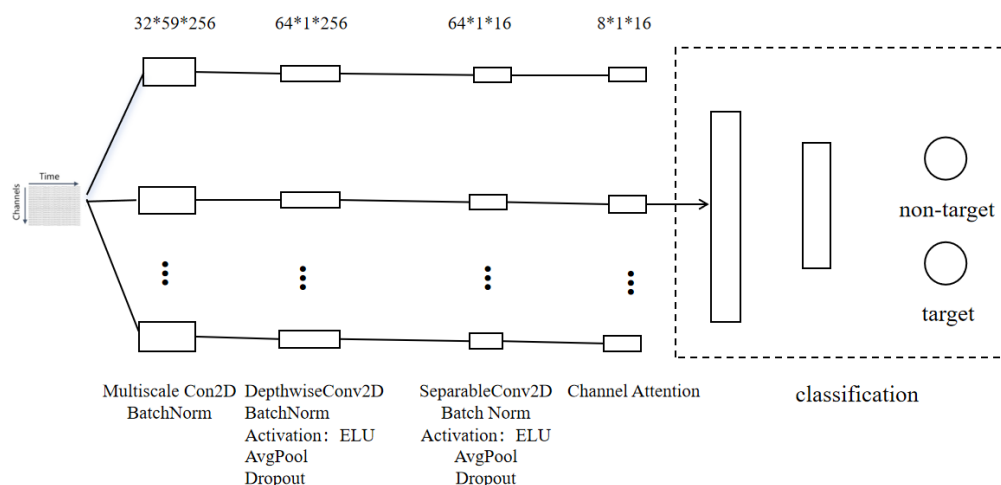 32*59*256
64*1*256
64*1*16
8*1*16
Time
Channels
non-target
target
Multiscale Con2D
BatchNorm
DepthwiseConv2D
BatchNorm
Activation: ELU
AvgPool
Dropout
SeparableConv2D
Batch Norm
Activation: ELU
AvgPool
Dropout
Channel Attention
classification